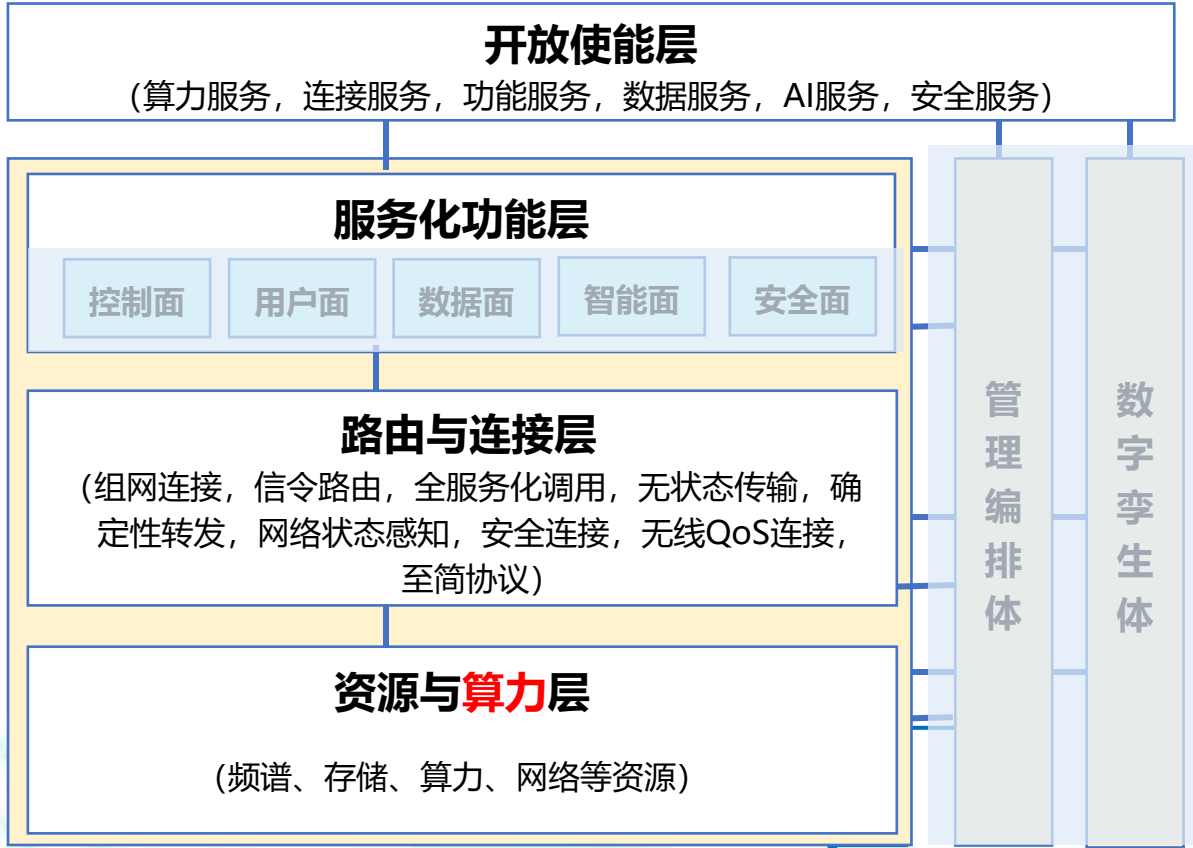 开放使能层
（算力服务，连接服务，功能服务，数据服务，AI服务，安全服务）
服务化功能层
控制面 用户面 数据面 智能面 安全面
路由与连接层
（组网连接，信令路由，全服务化调用，无状态传输，确
定性转发，网络状态感知，安全连接，无线QoS连接，
至简协议）
资源与算力层
（频谱、存储、算力、网络等资源）
管
理
编
排
体
数
字
孪
生
体